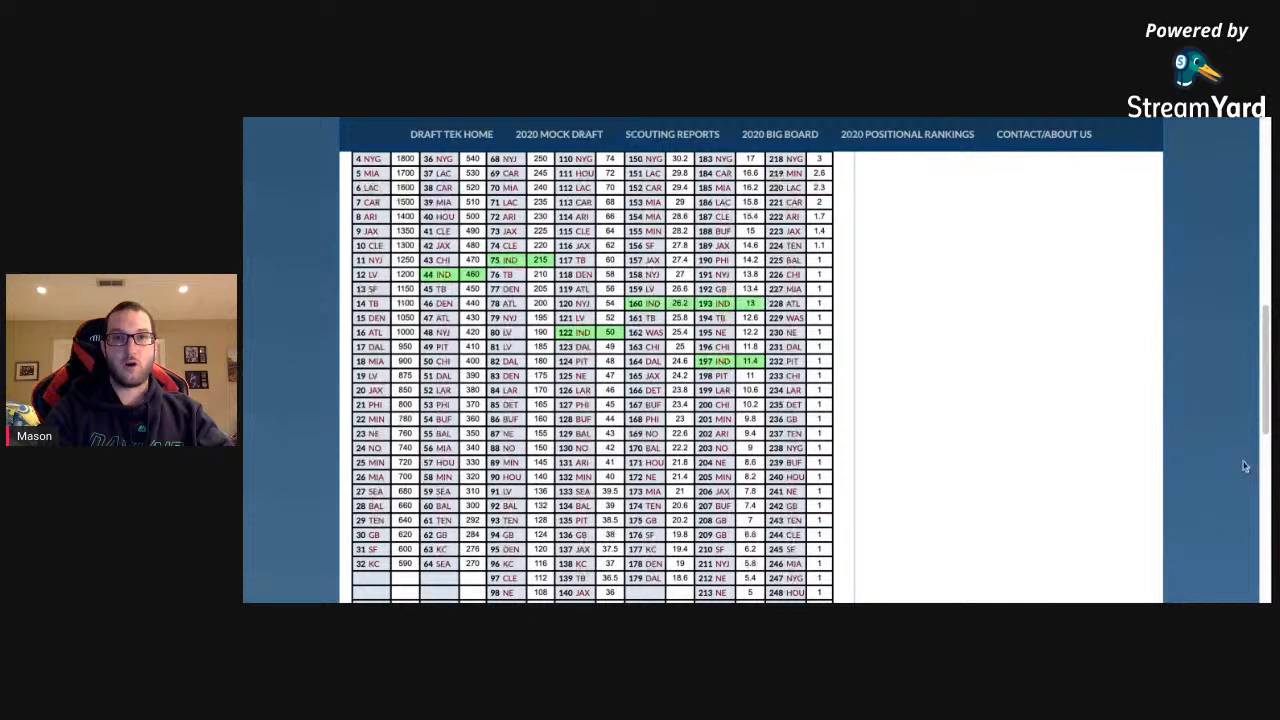 Powered by
StreamYard
DRAFT TEK HOME 2020 MOCK DRAFT SCOUTING REPORTS 2020 BIG BOARD 2020 POSITIONAL RANKINGS CONTACT/ABOUT US
4 NYG 1800 36 NYG 540 68 NYJ 250 110 NYG 74 150 NYG 30.2 183 NYG 17 218 NYG 3
5 MIA 1700 37 LAC 530 69 CAR 245 111 HOU 72 151 LAC 29.8 184 CAR 16.6 219 MIN 2.6
6 LAC 1600 38 CAR 520 70 MIA 240 112 LAC 70 152 CAR 29.4 185 MIA 16.2 220 LAC 2.3
7 CAR 1500 39 MIA 510 71 LAC 235 113 CAR 68 153 MIA 29 186 LAC 15.8 221 CAR 2
8 ARI 1400 40 HOU 500 72 ARI 230 114 ARI 66 154 MIA 28.6 187 CLE 15.4 222 ARI 1.7
9 JAX 1350 41 CLE 490 73 JAX 225 115 CLE 64 155 MIN 28.2 188 BUF 15 223 JAX 1.4
10 CLE 1300 42 JAX 480 74 CLE 220 116 JAX 62 156 SF 27.8 189 JAX 14.6 224 TEN 1.1
11 NYJ 1250 43 CHI 470 75 IND 215 117 TB 60 157 JAX 27.4 190 PHI 14.2 225 BAL 1
12 LV 1200 44 IND 460 76 TB 210 118 DEN 58 158 NYJ 27 191 NYJ 13.8 226 CHI 1
13 SF 1150 45 TB 450 77 DEN 205 119 ATL 56 159 LV 26.6 192 GB 13.4 227 MIA 1
14 TB 1100 46 DEN 440 78 ATL 200 120 NYJ 54 160 IND 26.2 193 IND 13 228 ATL 1
15 DEN 1050 47 ATL 430 79 NYJ 195 121 LV 52 161 TB 25.8 194 TB 12.6 229 WAS 1
16 ATL 1000 48 NYJ 420 80 LV 190 122 IND 50 162 WAS 25.4 195 NE 12.2 230 NE 1
17 DAL 950 49 PIT 410 81 LV 185 123 DAL 49 163 CHI 25 196 CHI 11.8 231 DAL 1
18 MIA 900 50 CHI 400 82 DAL 180 124 PIT 48 164 DAL 24.6 197 IND 11.4 232 PIT 1
19 LV 875 51 DAL 390 83 DEN 175 125 NE 47 165 JAX 24.2 198 PIT 11 233 CHI 1
20 JAX 850 52 LAR 380 84 LAR 170 126 LAR 46 166 DET 23.8 199 LAR 10.6 234 LAR 1
21 PHI 800 53 PHI 370 85 DET 165 127 PHI 45 167 BUF 23.4 200 CHI 10.2 235 DET 1
22 MIN 780 54 BUF 360 86 BUF 160 128 BUF 44 168 PHI 23 201 MIN 9.8 236 GB 1
23 NE 760 55 BAL 350 87 NE 155 129 BAL 43 169 NO 22.6 202 ARI 9.4 237 TEN 1
24 NO 740 56 MIA 340 88 NO 150 130 NO 42 170 BAL 22.2 203 NO 9 238 NYG 1
25 MIN 720 57 HOU 330 89 MIN 145 131 ARI 41 171 HOU 21.8 204 NE 8.6 239 BUF 1
26 MIA 700 58 MIN 320 90 HOU 140 132 MIN 40 172 NE 21.4 205 MIN 8.2 240 HOU 1
27 SEA 680 59 SEA 310 91 LV 136 133 SEA 39.5 173 MIA 21 206 JAX 7.8 241 NE 1
28 BAL 660 60 BAL 300 92 BAL 132 134 BAL 39 174 TEN 20.6 207 BUF 7.4 242 GB 1
29 TEN 640 61 TEN 292 93 TEN 128 135 PIT 38.5 175 GB 20.2 208 GB 7 243 TEN 1
30 GB 620 62 GB 284 94 GB 124 136 GB 38 176 SF 19.8 209 GB 6.6 244 CLE 1
31 SF 600 63 KC 276 95 DEN 120 137 JAX 37.5 177 KC 19.4 210 SF 6.2 245 SF 1
32 KC 590 64 SEA 270 96 KC 116 138 KC 37 178 DEN 19 211 NYJ 5.8 246 MIA 1
97 CLE 112 139 TB 36.5 179 DAL 18.6 212 NE 5.4 247 NYG 1
98 NE 108 140 JAX 36 213 NE 5 248 HOU 1
Mason